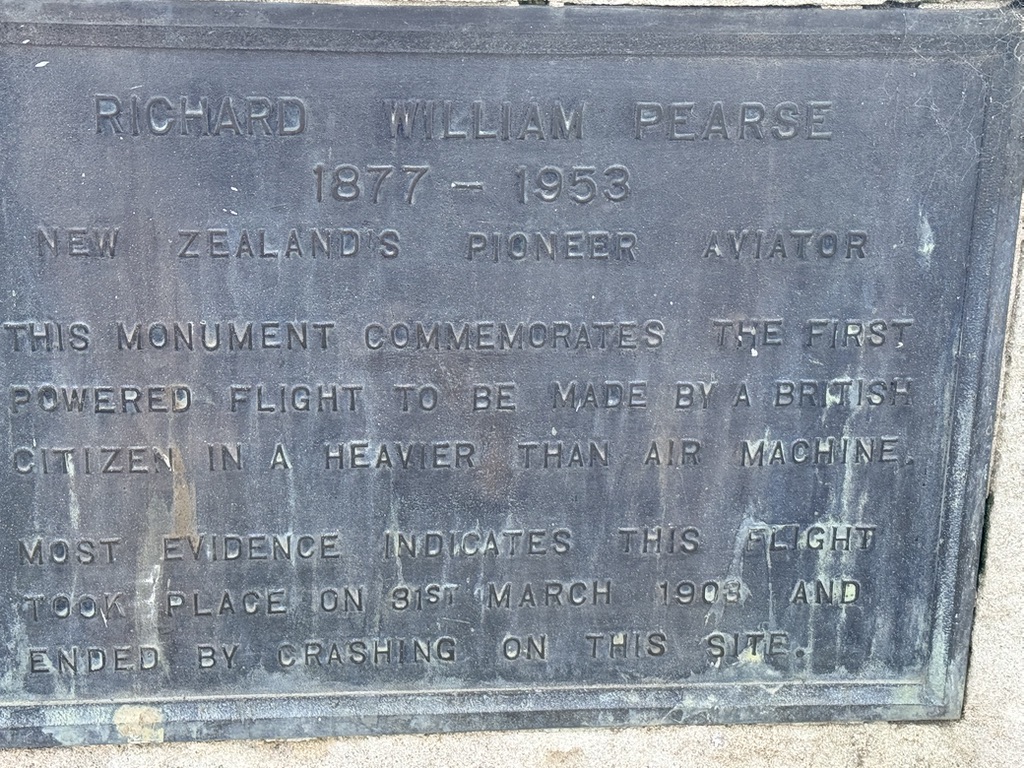 RICHARD WILLIAM PEARSE
1877 – 1953
NEW ZEALAND'S PIONEER AVIATOR
THIS MONUMENT COMMEMORATES THE FIRST
POWERED FLIGHT TO BE MADE BY A BRITISH
CITIZEN IN A HEAVIER THAN AIR MACHINE.
MOST EVIDENCE INDICATES THIS FLIGHT
TOOK PLACE ON 31ST MARCH 1903 AND
ENDED BY CRASHING ON THIS SITE.